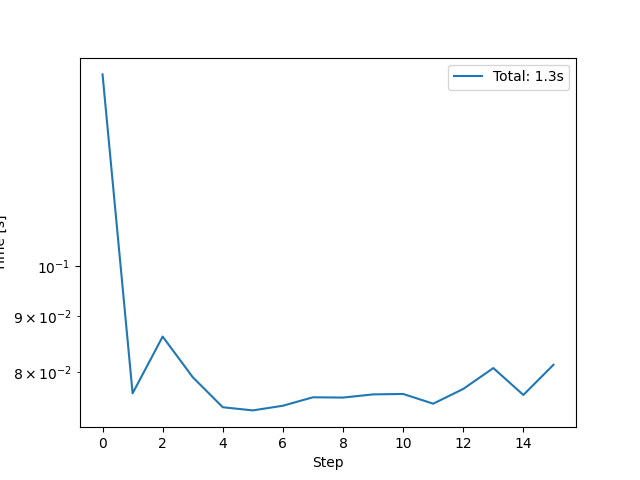 Total: 1.3s
Time [s]
10⁻¹
9 × 10⁻²
8 × 10⁻²
0 2 4 6 8 10 12 14
Step